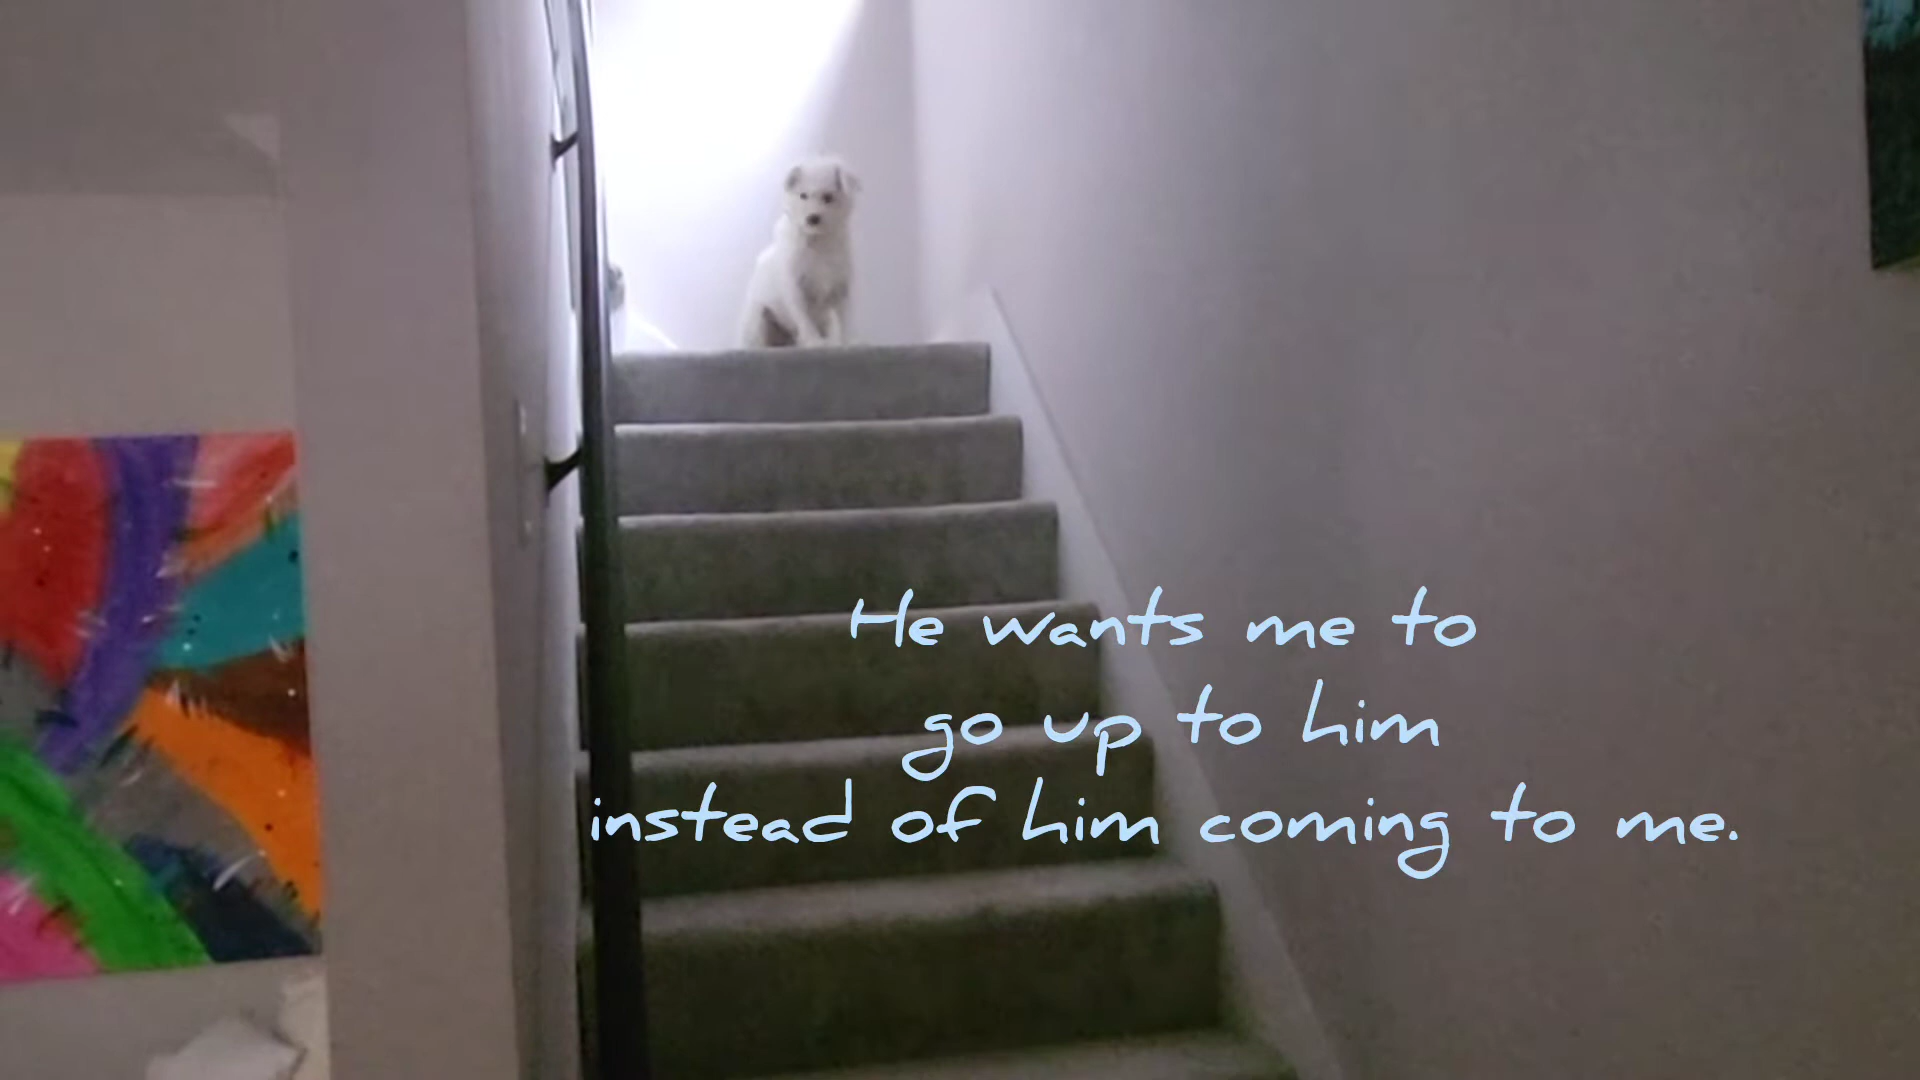 He wants me to
go up to him
instead of him coming to me.